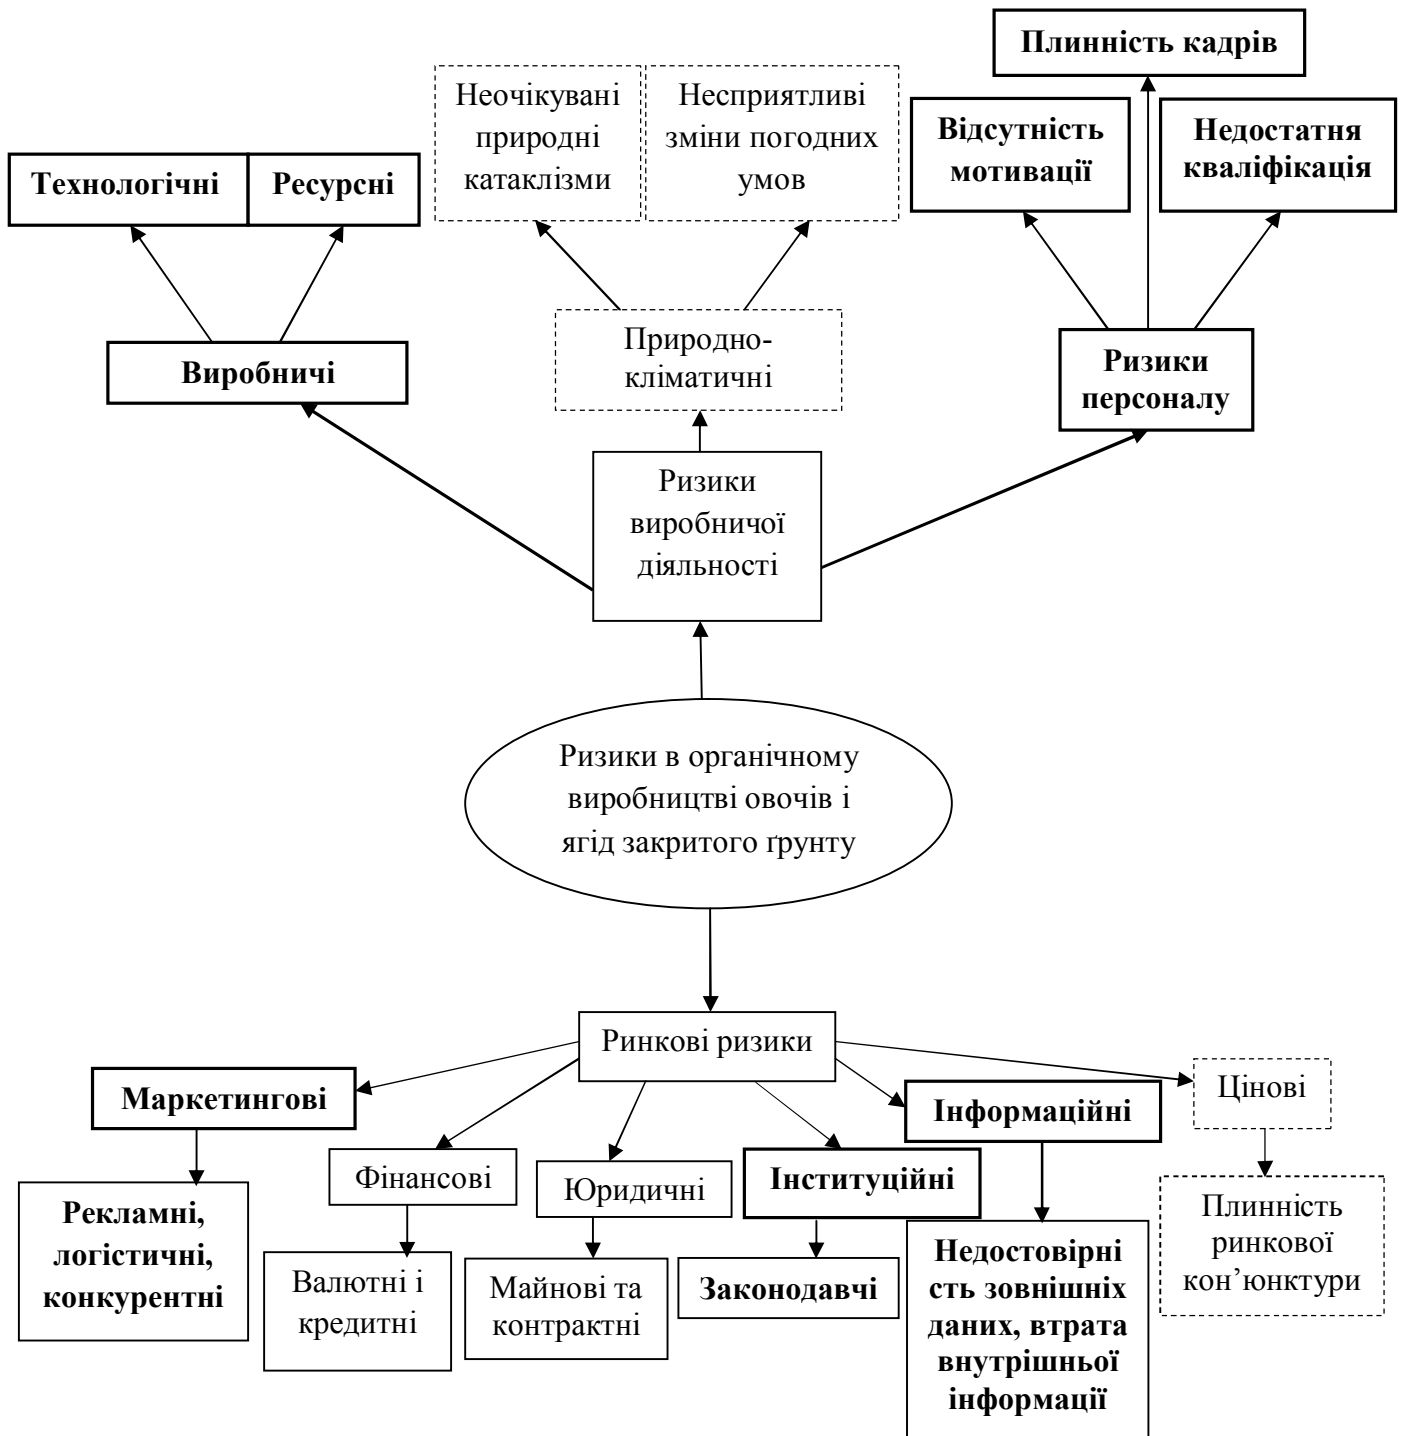 Плинність кадрів
Неочікувані
природні
катаклізми
Несприятливі
зміни погодних
умов
Відсутність
мотивації
Недостатня
кваліфікація
Технологічні
Ресурсні
Виробничі
Природно-
кліматичні
Ризики
персоналу
Ризики
виробничої
діяльності
Ризики в органічному
виробництві овочів і
ягід закритого ґрунту
Ринкові ризики
Маркетингові
Фінансові
Юридичні
Інституційні
Інформаційні
Цінові
Рекламні,
логістичні,
конкурентні
Валютні і
кредитні
Майнові та
контрактні
Законодавчі
Недостовірні
сть зовнішніх
даних, втрата
внутрішньої
інформації
Плинність
ринкової
кон’юнктури